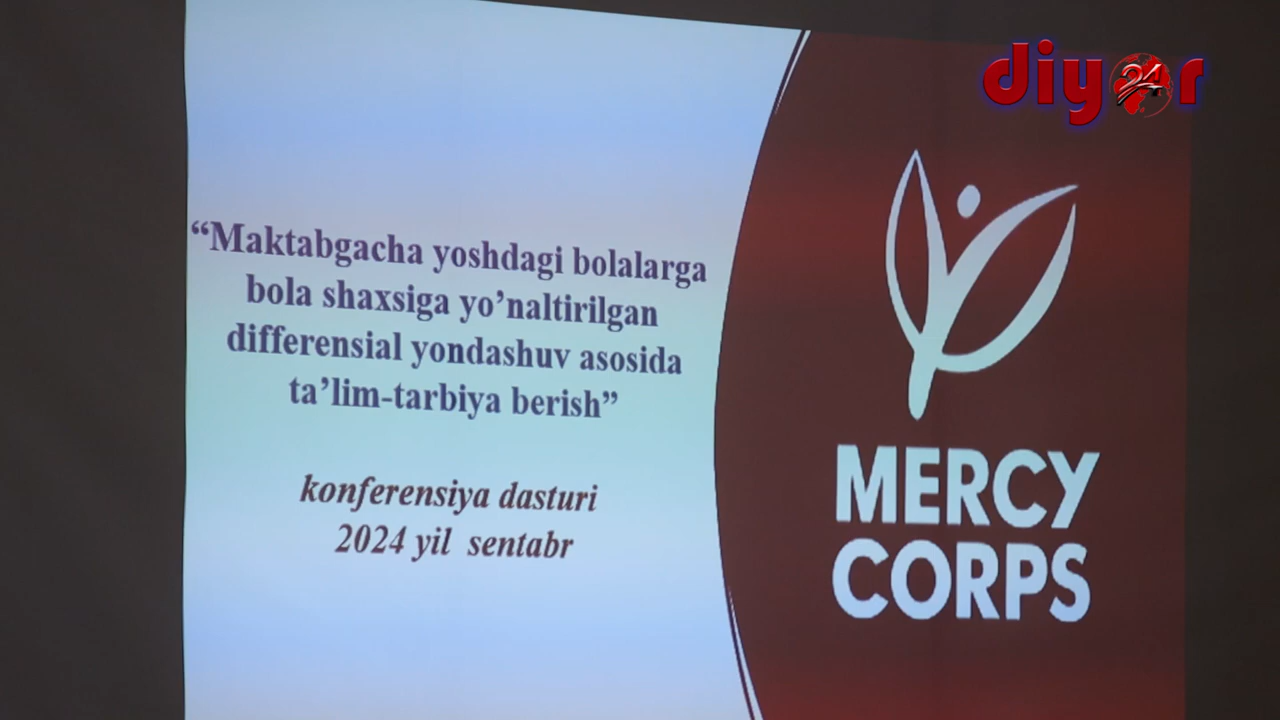 diyor
24
“Maktabgacha yoshdagi bolalarga
bola shaxsiga yo’naltirilgan
differensial yondashuv asosida
ta’lim-tarbiya berish”
konferensiya dasturi
2024 yil sentabr
MERCY
CORPS